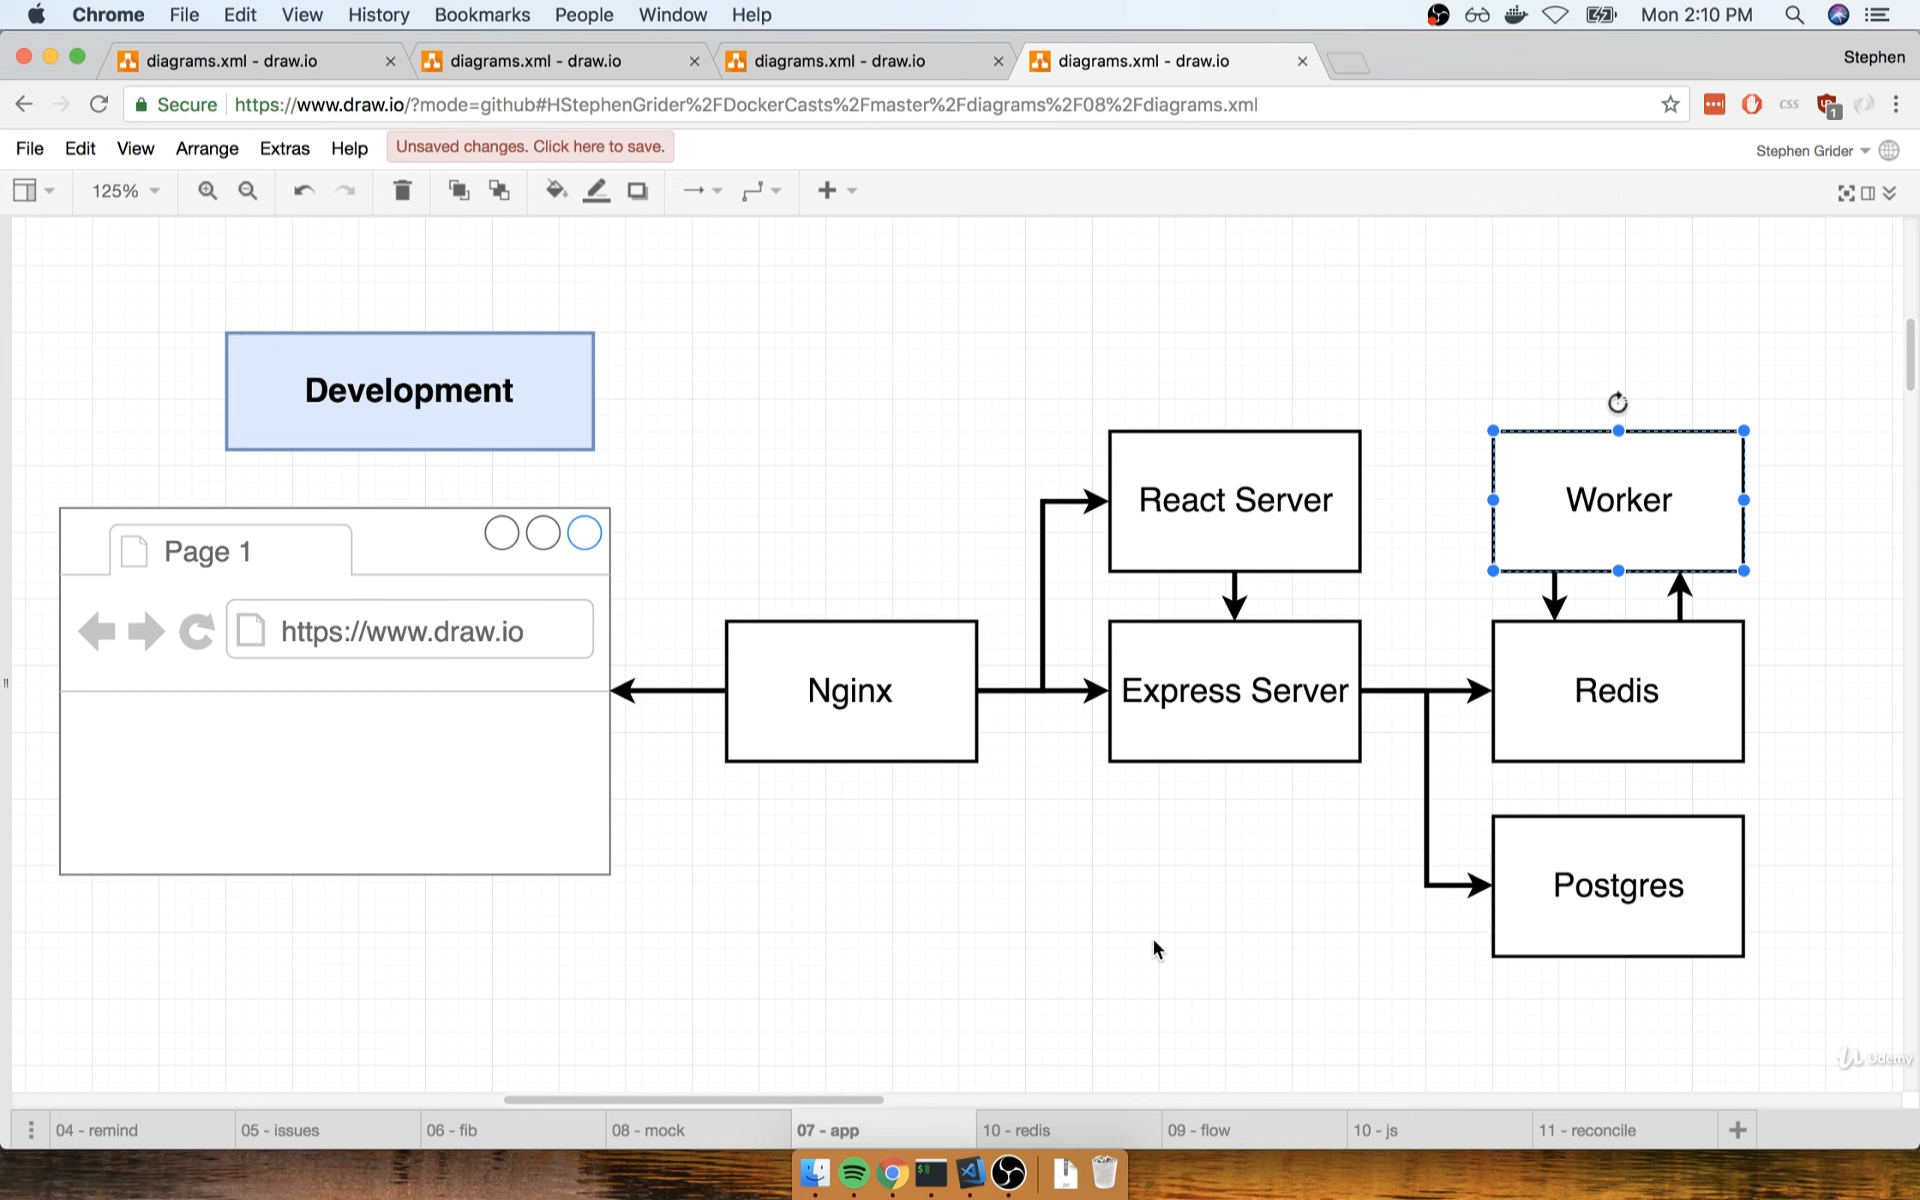 Chrome File Edit View History Bookmarks People Window Help Mon 2:10 PM
diagrams.xml - draw.io diagrams.xml - draw.io diagrams.xml - draw.io diagrams.xml - draw.io Stephen
Secure https://www.draw.io/?mode=github#HStephenGrider%2FDockerCasts%2Fmaster%2Fdiagrams%2F08%2Fdiagrams.xml css 1
File Edit View Arrange Extras Help Unsaved changes. Click here to save. Stephen Grider
125%
Development
React Server Worker
Page 1
https://www.draw.io
Nginx Express Server Redis
Postgres
Udemy
04 - remind 05 - issues 06 - fib 08 - mock 07 - app 10 - redis 09 - flow 10 - js 11 - reconcile